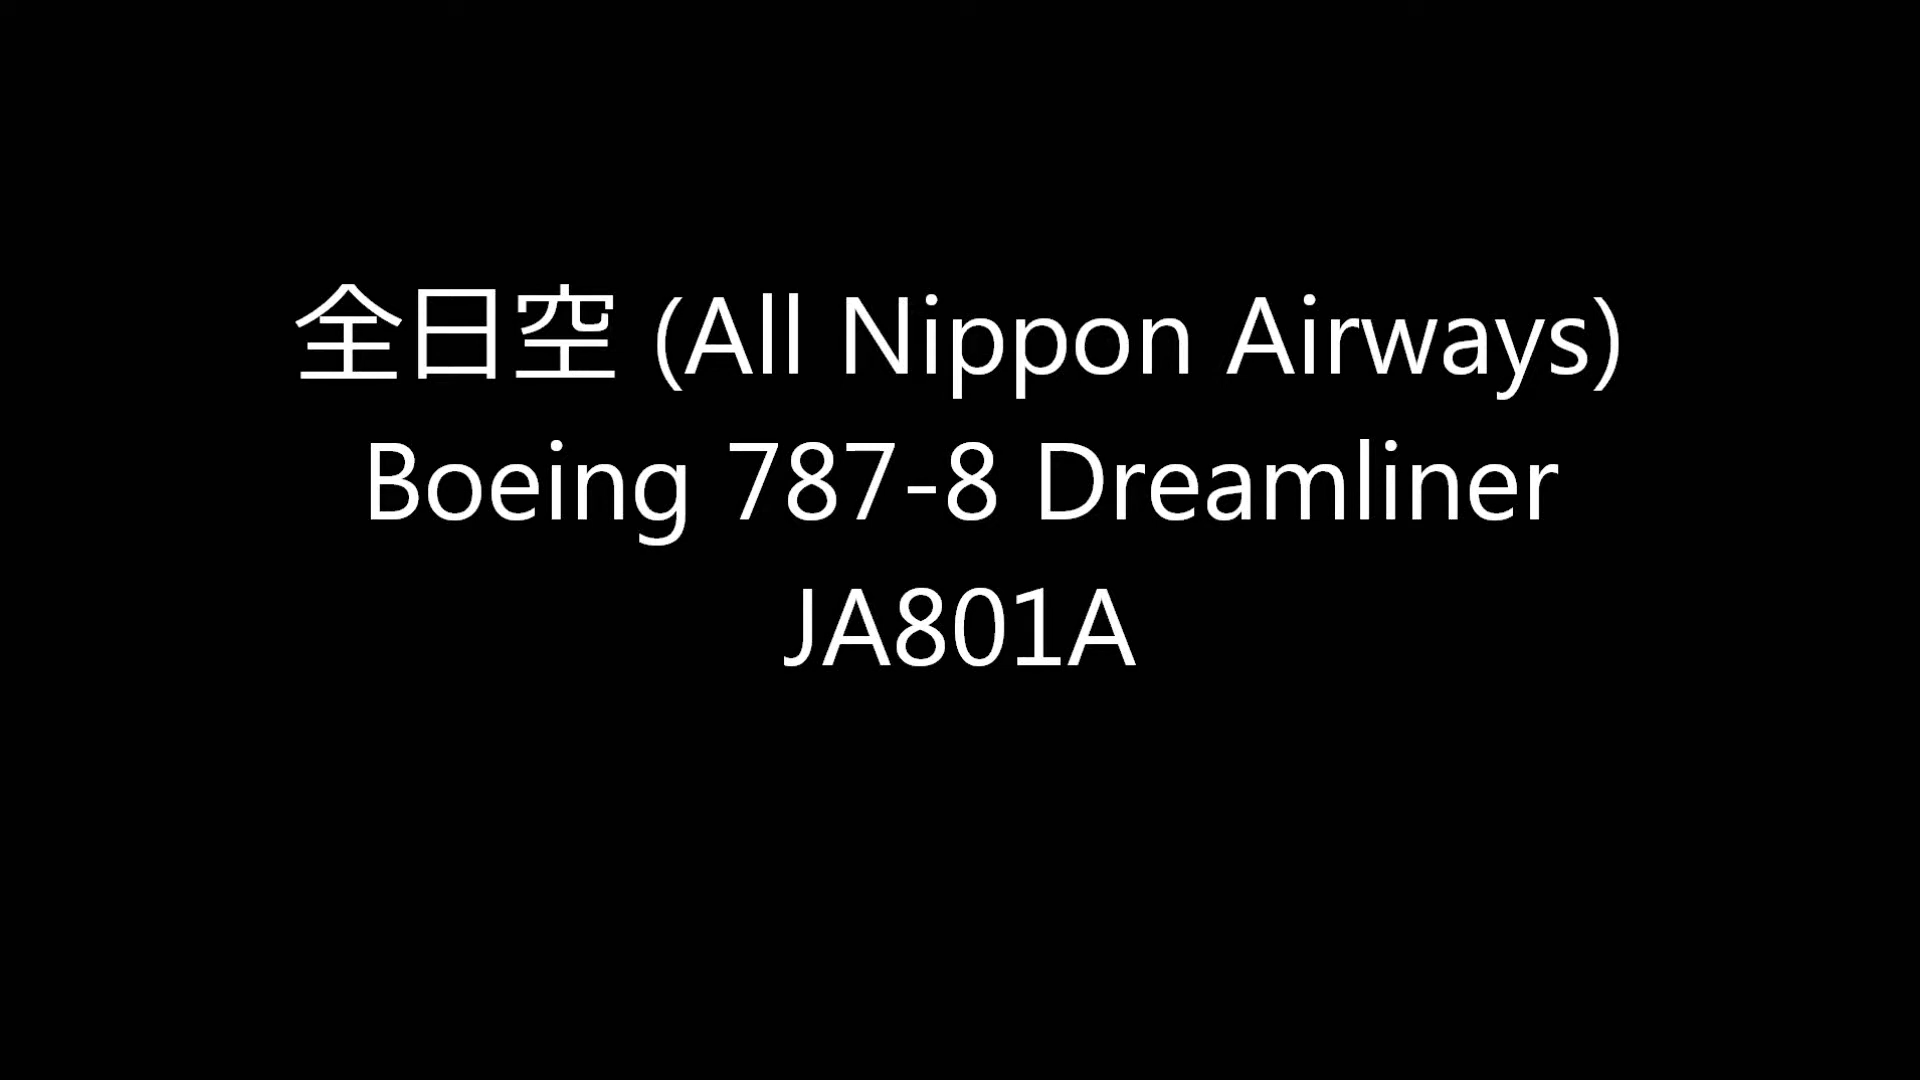 全日空 (All Nippon Airways)
Boeing 787-8 Dreamliner
JA801A